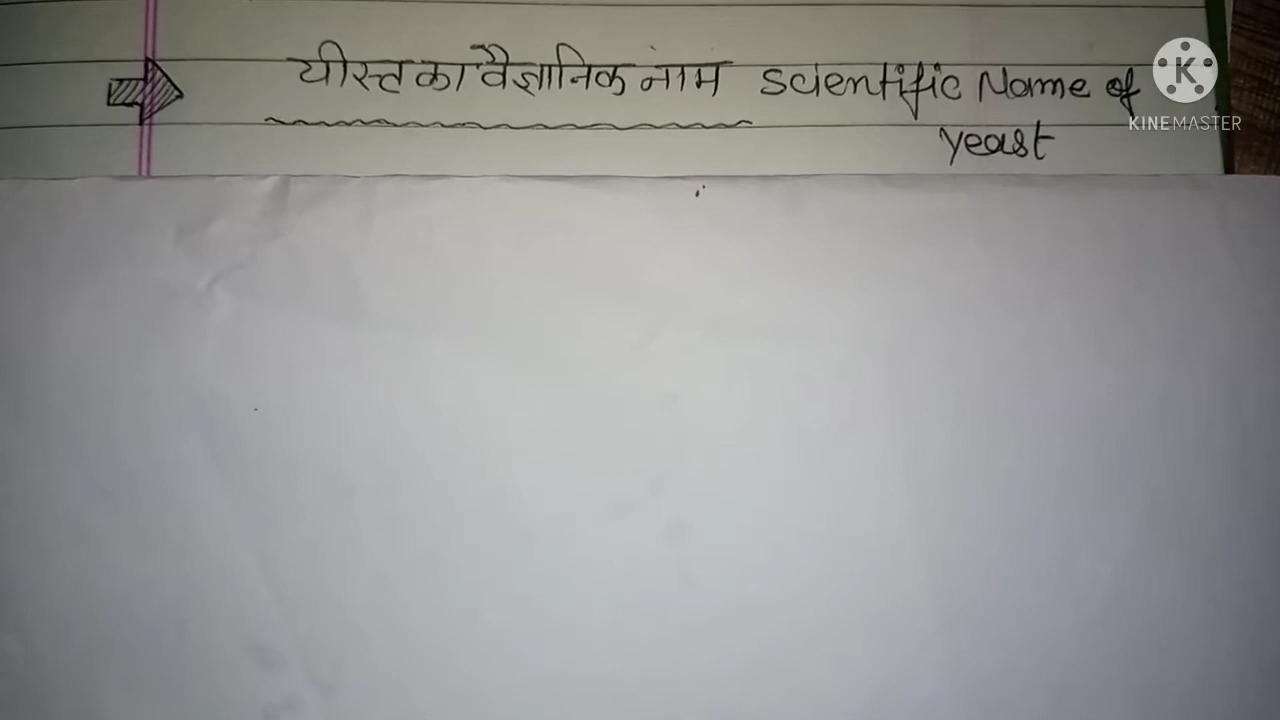 यीस्त का वैज्ञानिक नाम Scientific Name of
yeast
K
KINEMASTER